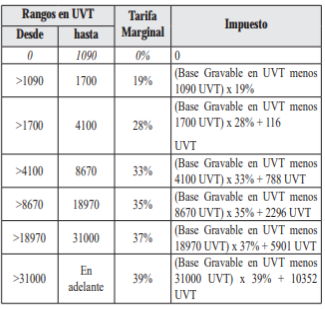 Rangos en UVT Tarifa Marginal Impuesto
Desde hasta
0 1090 0% 0
>1090 1700 19% (Base Gravable en UVT menos
1090 UVT) x 19%
>1700 4100 28% (Base Gravable en UVT menos
1700 UVT) x 28% + 116
UVT
>4100 8670 33% (Base Gravable en UVT menos
4100 UVT) x 33% + 788 UVT
>8670 18970 35% (Base Gravable en UVT menos
8670 UVT) x 35% + 2296 UVT
>18970 31000 37% (Base Gravable en UVT menos
18970 UVT) x 37% + 5901 UVT
>31000 En adelante 39% (Base Gravable en UVT menos
31000 UVT) x 39% + 10352
UVT